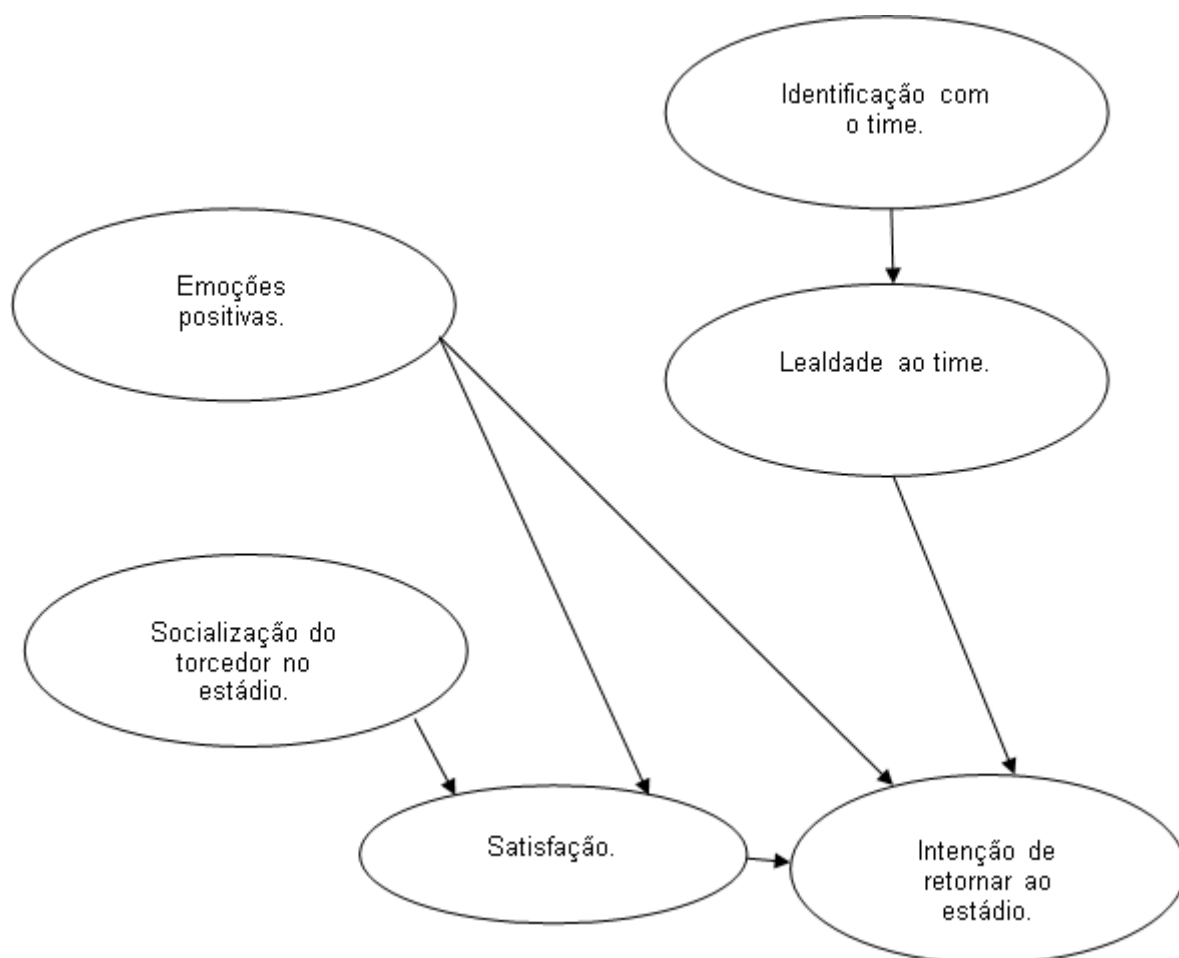 Identificação com
o time.
Emoções
positivas.
Lealdade ao time.
Socialização do
torcedor no
estádio.
Satisfação.
Intenção de
retornar ao
estádio.